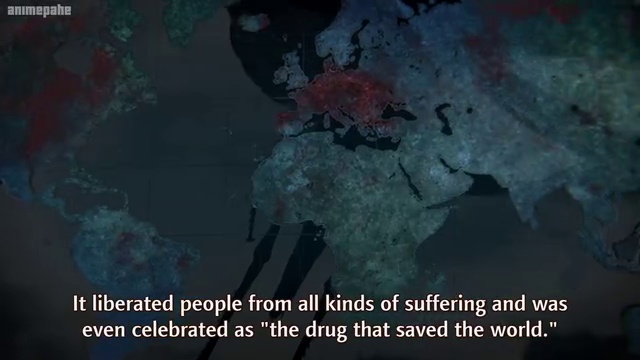 animepahe
It liberated people from all kinds of suffering and was
even celebrated as "the drug that saved the world."